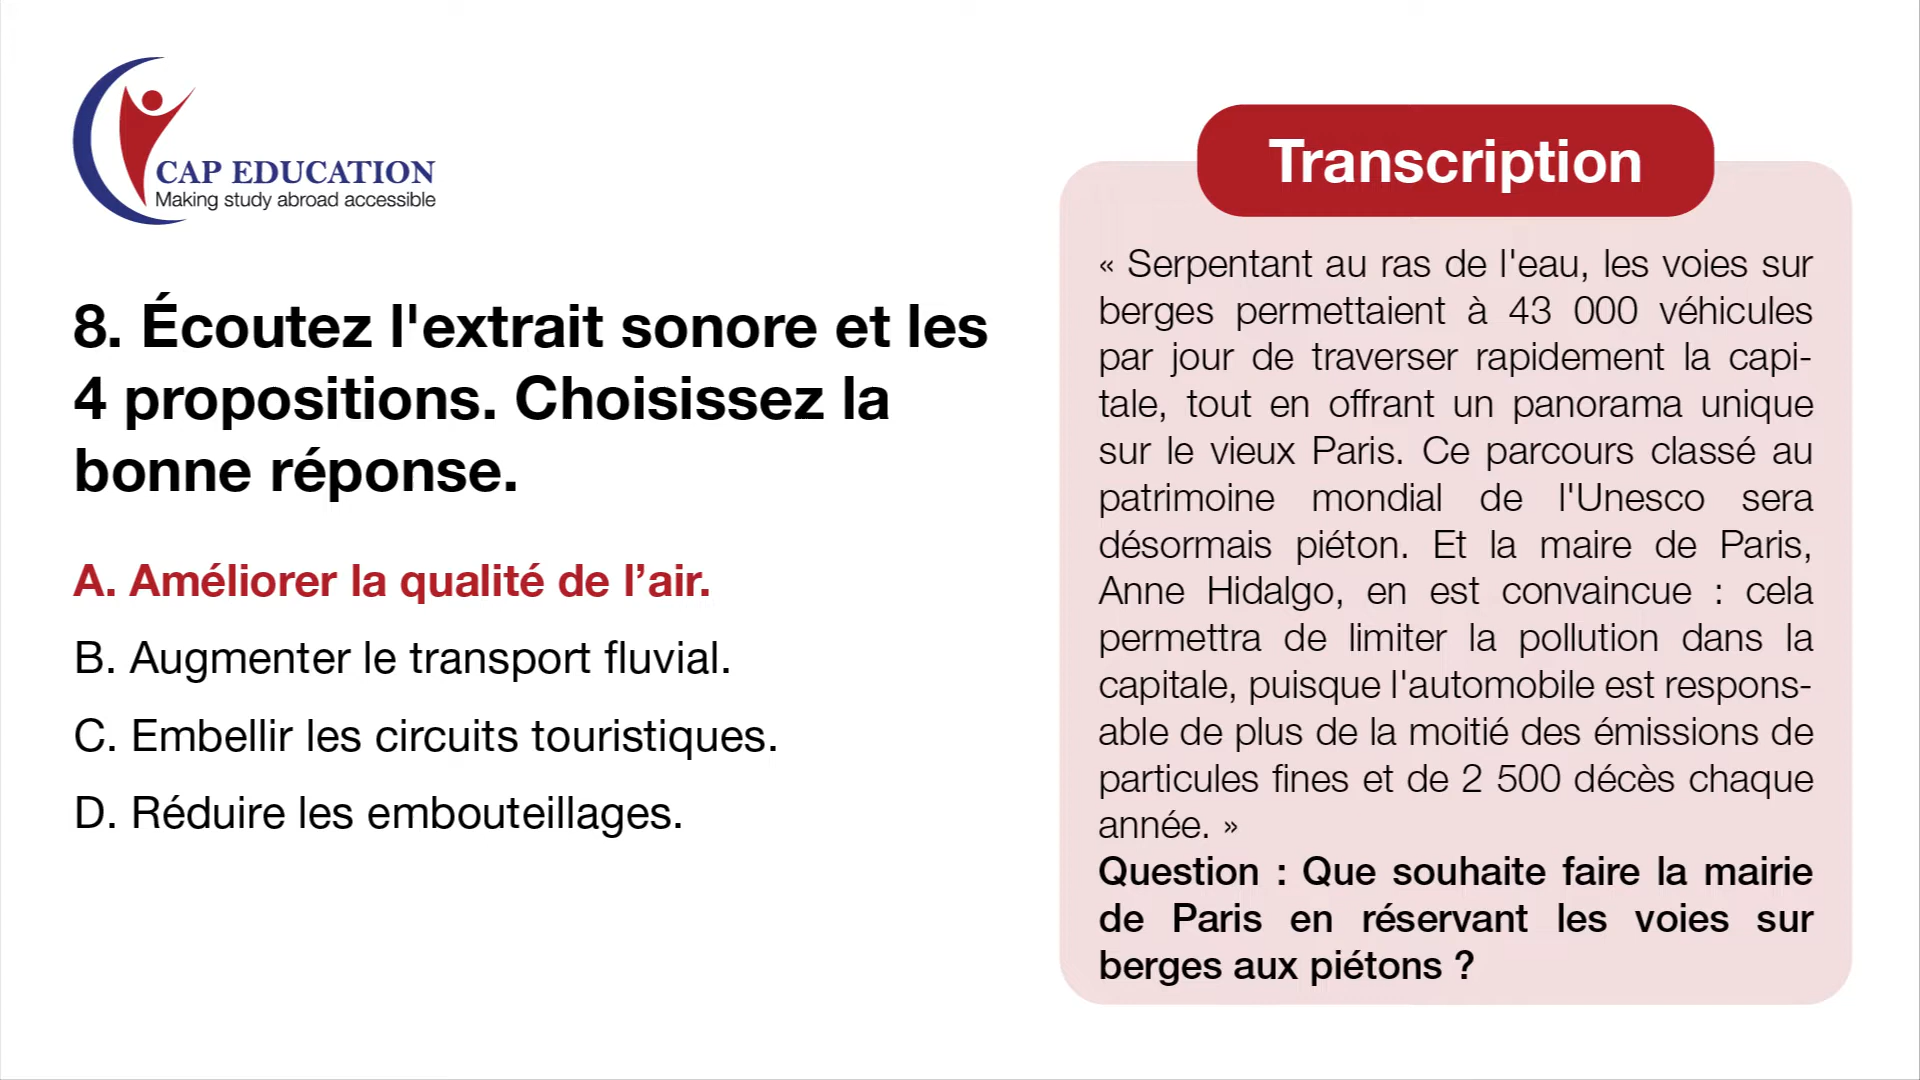 CAP EDUCATION
Making study abroad accessible
8. Écoutez l'extrait sonore et les
4 propositions. Choisissez la
bonne réponse.
A. Améliorer la qualité de l’air.
B. Augmenter le transport fluvial.
C. Embellir les circuits touristiques.
D. Réduire les embouteillages.
Transcription
« Serpentant au ras de l'eau, les voies sur
berges permettaient à 43 000 véhicules
par jour de traverser rapidement la capi-
tale, tout en offrant un panorama unique
sur le vieux Paris. Ce parcours classé au
patrimoine mondial de l'Unesco sera
désormais piéton. Et la maire de Paris,
Anne Hidalgo, en est convaincue : cela
permettra de limiter la pollution dans la
capitale, puisque l'automobile est respons-
able de plus de la moitié des émissions de
particules fines et de 2 500 décès chaque
année. »
Question : Que souhaite faire la mairie
de Paris en réservant les voies sur
berges aux piétons ?